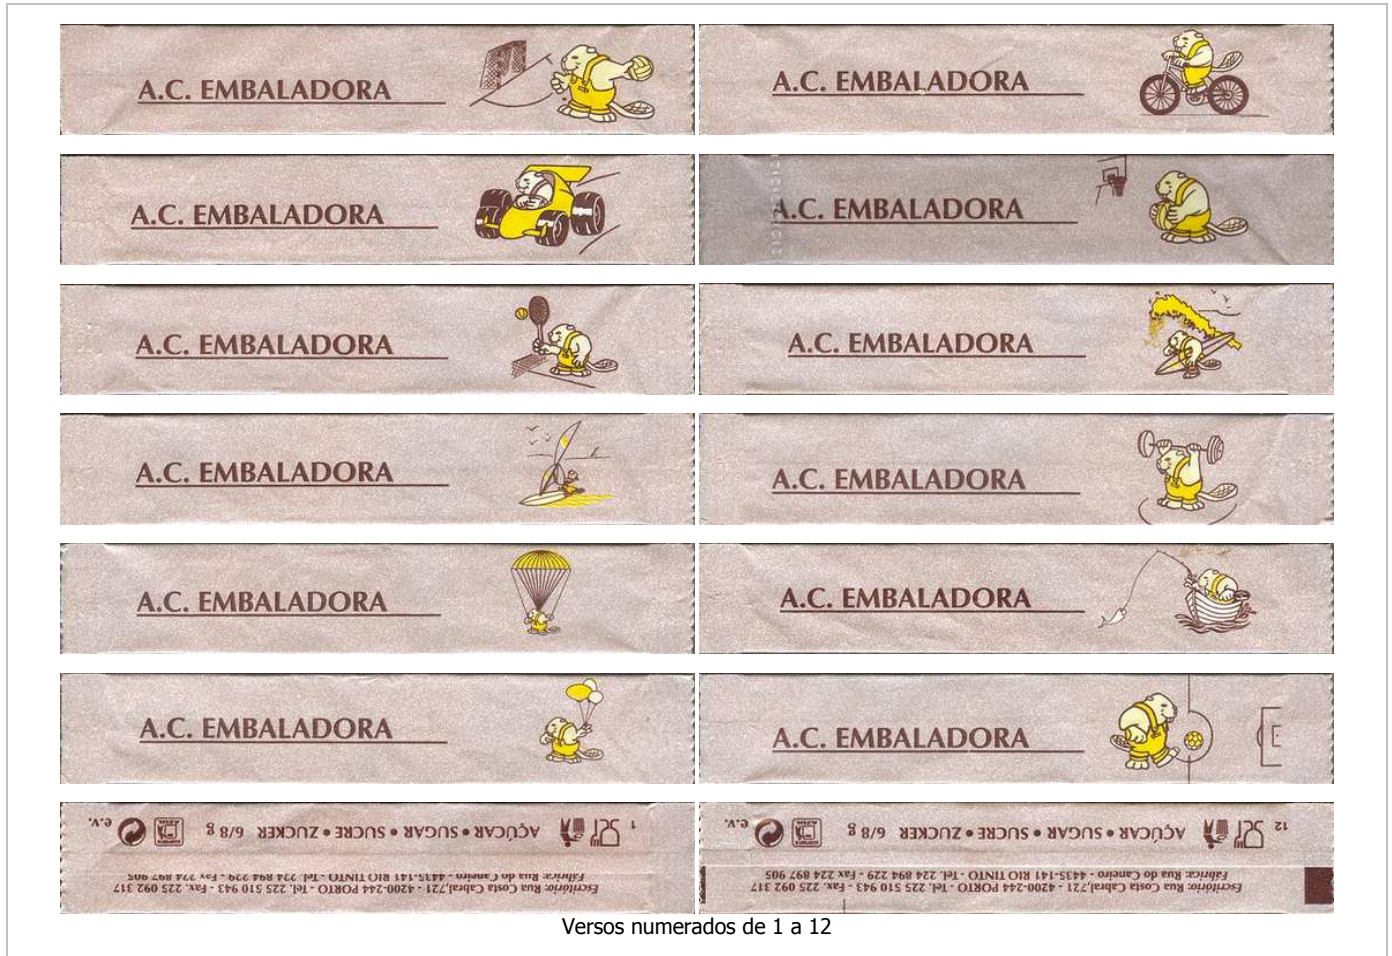 A.C. EMBALADORA
A.C. EMBALADORA
A.C. EMBALADORA
A.C. EMBALADORA
A.C. EMBALADORA
A.C. EMBALADORA
A.C. EMBALADORA
A.C. EMBALADORA
A.C. EMBALADORA
A.C. EMBALADORA
A.C. EMBALADORA
A.C. EMBALADORA
1 AÇÚCAR • SUGAR • SUCRE • ZUCKER 6/8 g e.v.
Escritório: Rua Costa Cabral,721 - 4200-244 PORTO - Tel. 225 510 943 - Fax. 225 092 317
Fábrica: Rua do Caneiro - 4435-141 RIO TINTO - Tel. 224 894 229 - Fax 224 897 905
12 AÇÚCAR • SUGAR • SUCRE • ZUCKER 6/8 g e.v.
Escritório: Rua Costa Cabral,721 - 4200-244 PORTO - Tel. 225 510 943 - Fax. 225 092 317
Fábrica: Rua do Caneiro - 4435-141 RIO TINTO - Tel. 224 894 229 - Fax 224 897 905
Versos numerados de 1 a 12